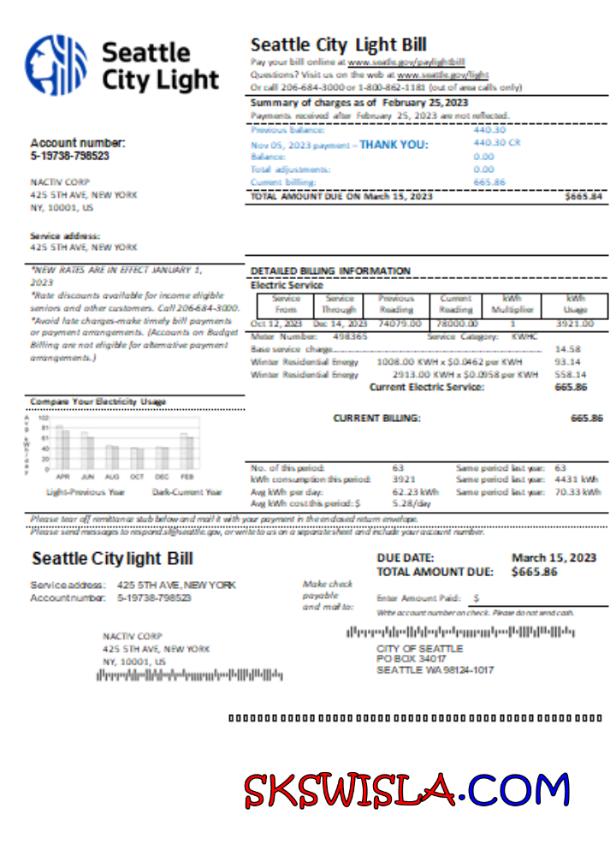 Seattle
City Light
Seattle City Light Bill
Pay your bill online at www.seatle.gov/paylightbill
Questions? Visit us on the web at www.seattle.gov/light
Or call 206-684-3000 or 1-800-862-1181 (out of area calls only)
Summary of charges as of February 25,2023
Payments received after February 25, 2023 are not reflected.
Previous balance: 440.30
Nov 05, 2023 payment – THANK YOU: 440.30 CR
Balance: 0.00
Total adjustments: 0.00
Current billing: 665.86
TOTAL AMOUNT DUE ON March 15, 2023 $665.84
Account number:
5-19738-798523
NACTIV CORP
425 5TH AVE, NEW YORK
NY, 10001, US
Service address:
425 5TH AVE, NEW YORK
*NEW RATES ARE IN EFFECT JANUARY 1,
2023
*Rate discounts available for income eligible
seniors and other customers. Call 206-684-3000.
*Avoid late charges-make timely bill payments
or payment arrangements. (Accounts on Budget
Billing are not eligible for alternative payment
arrangements.)
DETAILED BILLING INFORMATION
Electric Service
Service From Service Through Previous Reading Current Reading kWh Multiplier kWh Usage
Oct 12, 2023 Dec 14, 2023 74079.00 78000.00 1 3921.00
Meter Number: 498365 Service Category: KWHC
Base service charge 14.58
Winter Residential Energy 1008.00 KWH x $0.0462 per KWH 93.14
Winter Residential Energy 2913.00 KWH x $0.0958 per KWH 558.14
Current Electric Service: 665.86
CURRENT BILLING: 665.86
Compare Your Electricity Usage
Avg kWh/day
102
81
61
40
20
0
APR JUN AUG OCT DEC FEB
Light-Previous Year Dark-Current Year
No. of this period: 63 Same period last year: 63
kWh consumption this period: 3921 Same period last year: 4431 kWh
Avg kWh per day: 62.23 kWh Same period last year: 70.33 kWh
Avg kWh cost this period: $ 5.28/day
Please tear off remittance stub below and mail it with your payment in the enclosed return envelope.
Please send messages to respond.sl@seattle.gov, or write to us on a separate sheet and include your account number.
Seattle City light Bill
Service address: 425 5TH AVE, NEW YORK
Account number: 5-19738-798523
Make check
payable
and mail to:
DUE DATE: March 15, 2023
TOTAL AMOUNT DUE: $665.86
Enter Amount Paid: $
Write account number on check. Please do not send cash.
NACTIV CORP
425 5TH AVE, NEW YORK
NY, 10001, US
CITY OF SEATTLE
PO BOX 34017
SEATTLE WA 98124-1017
SKSWISLA.COM